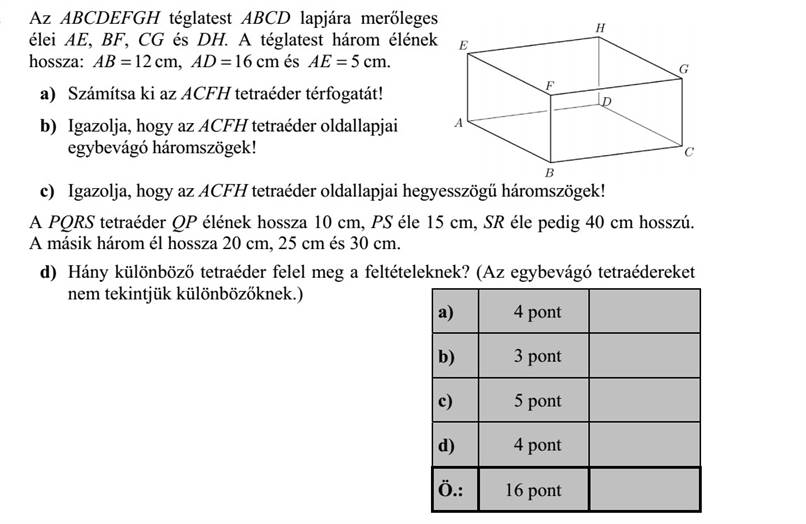 Az ABCDEFGH téglatest ABCD lapjára merőleges
élei AE, BF, CG és DH. A téglatest három élének
hossza: AB = 12 cm, AD = 16 cm és AE = 5 cm.
a) Számítsa ki az ACFH tetraéder térfogatát!
b) Igazolja, hogy az ACFH tetraéder oldallapjai
egybevágó háromszögek!
H
E
G
F
D
A
C
B
c) Igazolja, hogy az ACFH tetraéder oldallapjai hegyesszögű háromszögek!
A PQRS tetraéder QP élének hossza 10 cm, PS éle 15 cm, SR éle pedig 40 cm hosszú.
A másik három él hossza 20 cm, 25 cm és 30 cm.
d) Hány különböző tetraéder felel meg a feltételeknek? (Az egybevágó tetraédereket
nem tekintjük különbözőknek.)
a) 4 pont
b) 3 pont
c) 5 pont
d) 4 pont
Ö.: 16 pont